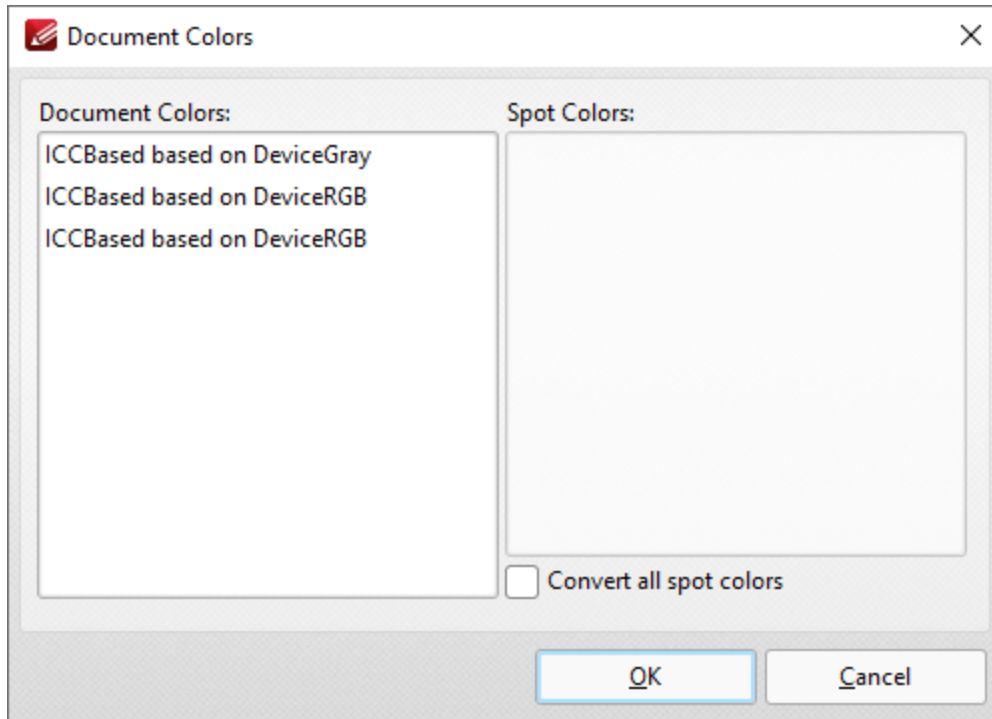 Document Colors
Document Colors:
ICCBased based on DeviceGray
ICCBased based on DeviceRGB
ICCBased based on DeviceRGB
Spot Colors:
Convert all spot colors
OK
Cancel